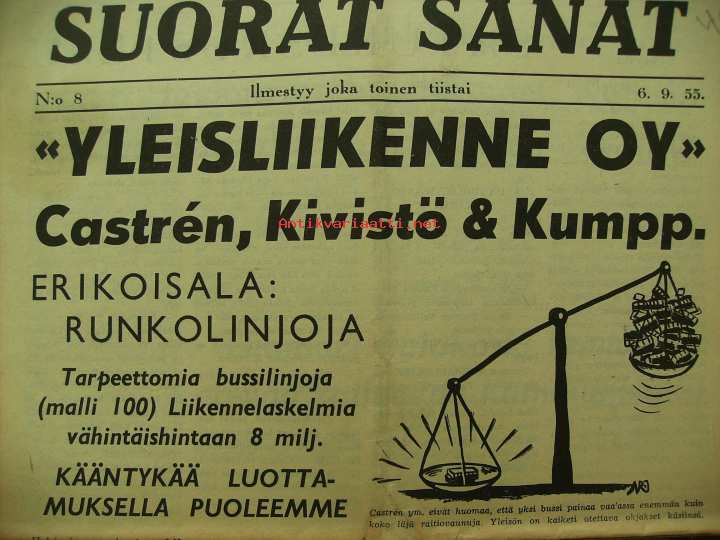 SUORAT SANAT
N:o 8 Ilmestyy joka toinen tiistai 6. 9. 55.
«YLEISLIIKENNE OY»
Antikvariaatti.net
Castrén, Kivistö & Kumpp.
ERIKOISALA:
RUNKOLINJOJA
Tarpeettomia bussilinjoja
(malli 100) Liikennelaskelmia
vähintäishintaan 8 milj.
KÄÄNTYKÄÄ LUOTTA-
MUKSELLA PUOLEEMME
Castrén ym. eivät huomaa, että yksi bussi painaa vaa'assa enemmän kuin
koko läjä raitiovaunuja. Yleisön on kaiketi otettava ohjakset käsiinsä.